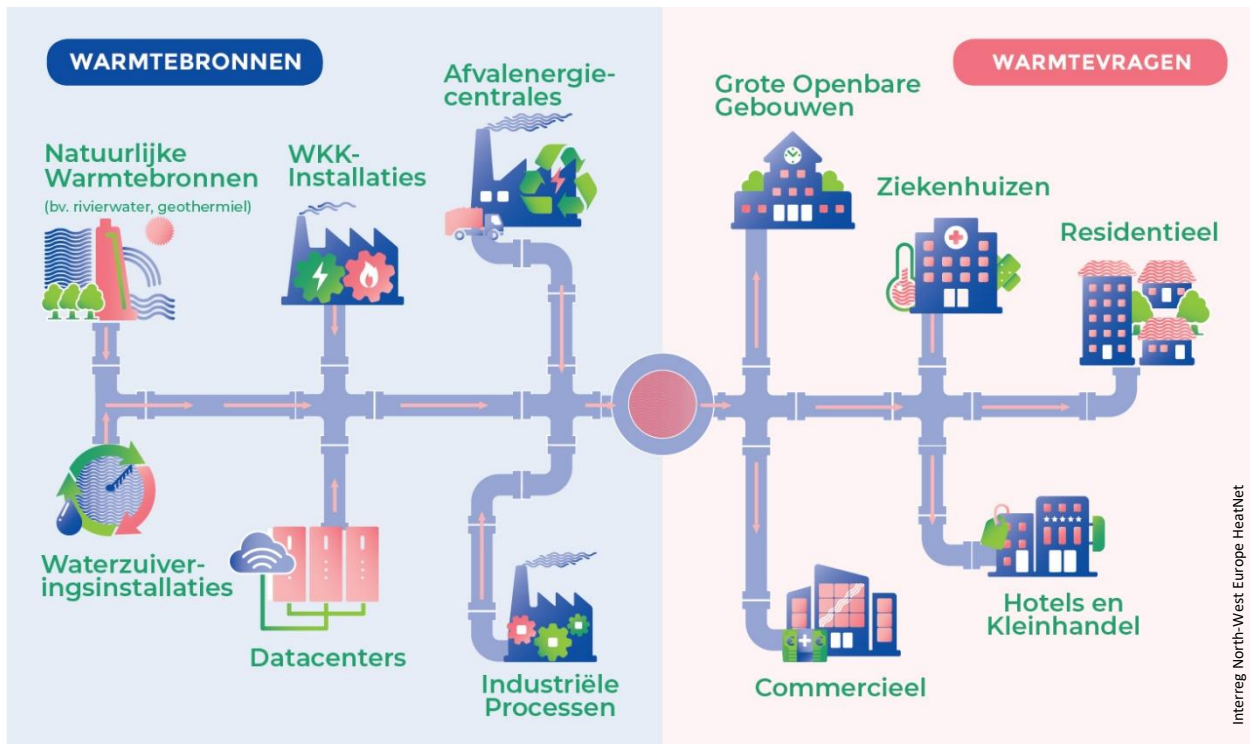 WARMTEBRONNEN
WARMTEVRAGEN
Afvalenergie-
centrales
Natuurlijke
Warmtebronnen
(bv. rivierwater, geothermiel)
WKK-
Installaties
Waterzuiver-
ingsinstallaties
Datacenters
Industriële
Processen
Grote Openbare
Gebouwen
Ziekenhuizen
Residentieel
Hotels en
Kleinhandel
Commercieel
Interreg North-West Europe HeatNet